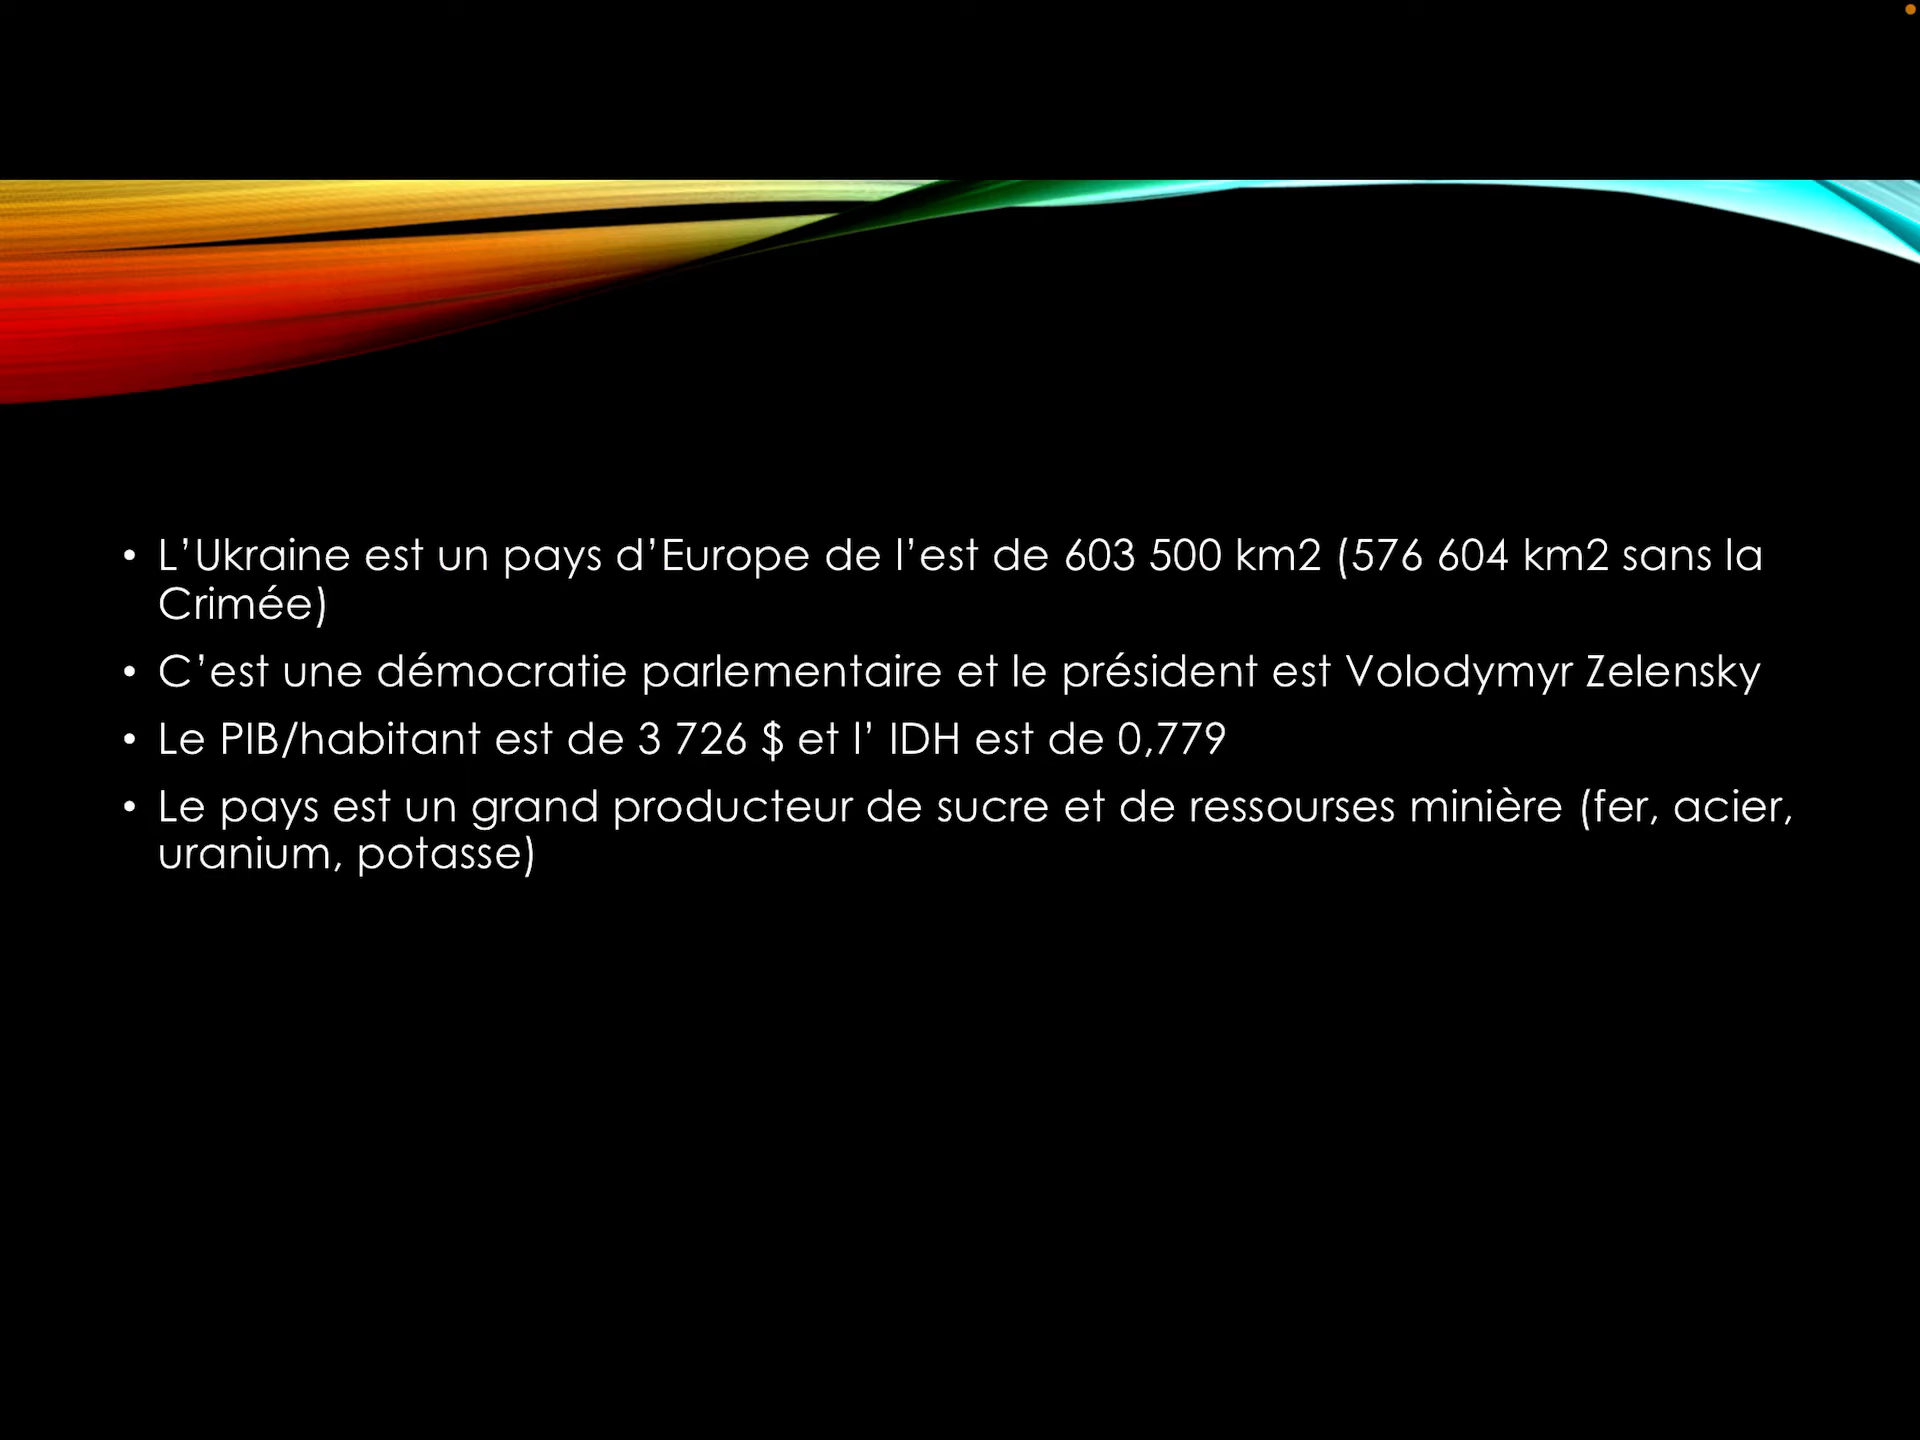 • L’Ukraine est un pays d’Europe de l’est de 603 500 km2 (576 604 km2 sans la
Crimée)
• C’est une démocratie parlementaire et le président est Volodymyr Zelensky
• Le PIB/habitant est de 3 726 $ et l’ IDH est de 0,779
• Le pays est un grand producteur de sucre et de ressourses minière (fer, acier,
uranium, potasse)